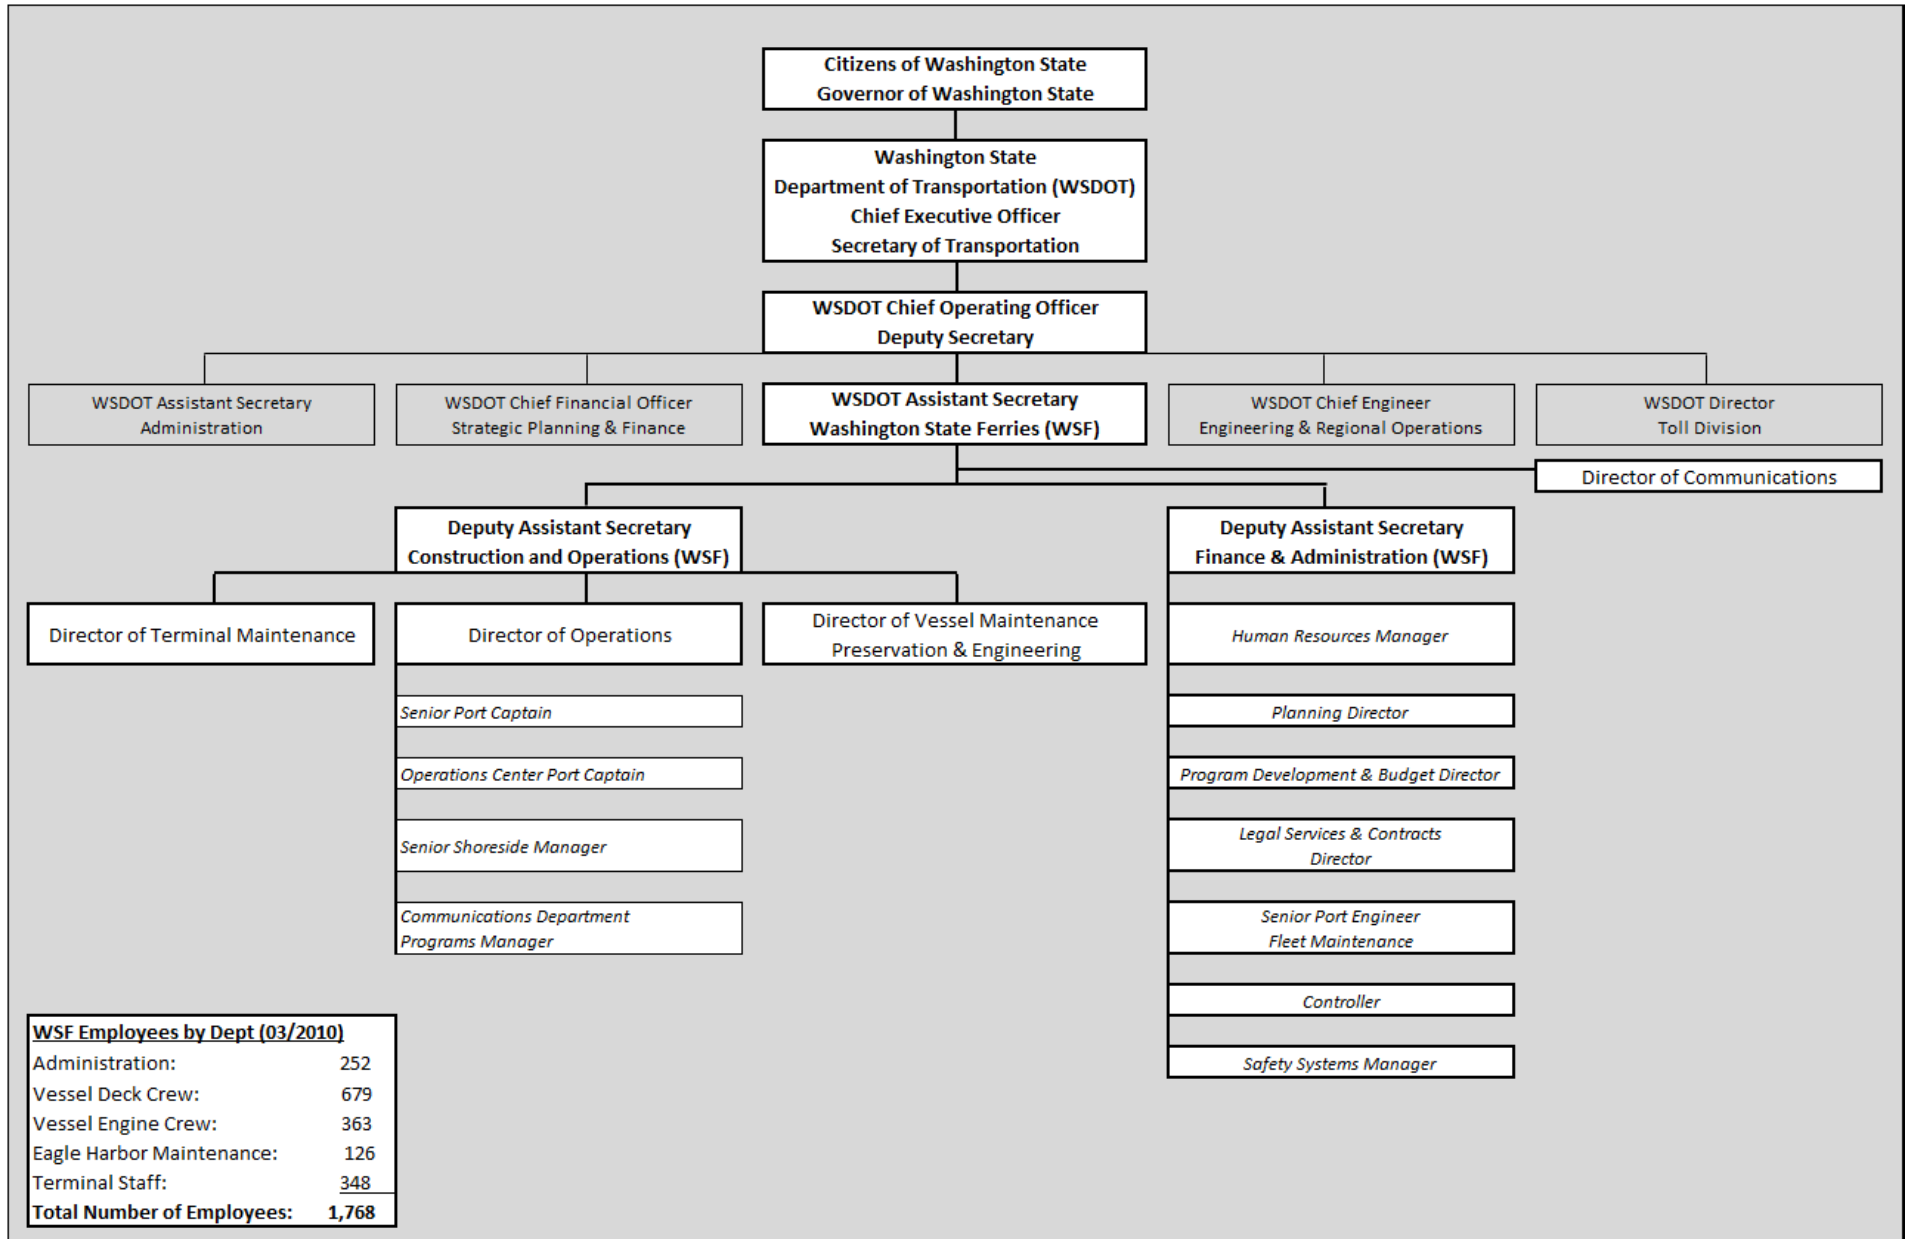 Citizens of Washington State
Governor of Washington State
Washington State
Department of Transportation (WSDOT)
Chief Executive Officer
Secretary of Transportation
WSDOT Chief Operating Officer
Deputy Secretary
WSDOT Assistant Secretary
Administration
WSDOT Chief Financial Officer
Strategic Planning & Finance
WSDOT Assistant Secretary
Washington State Ferries (WSF)
WSDOT Chief Engineer
Engineering & Regional Operations
WSDOT Director
Toll Division
Director of Communications
Deputy Assistant Secretary
Construction and Operations (WSF)
Deputy Assistant Secretary
Finance & Administration (WSF)
Director of Terminal Maintenance
Director of Operations
Director of Vessel Maintenance
Preservation & Engineering
Human Resources Manager
Senior Port Captain
Planning Director
Operations Center Port Captain
Program Development & Budget Director
Senior Shoreside Manager
Legal Services & Contracts
Director
Communications Department
Programs Manager
Senior Port Engineer
Fleet Maintenance
Controller
Safety Systems Manager
WSF Employees by Dept (03/2010)
Administration: 252
Vessel Deck Crew: 679
Vessel Engine Crew: 363
Eagle Harbor Maintenance: 126
Terminal Staff: 348
Total Number of Employees: 1,768